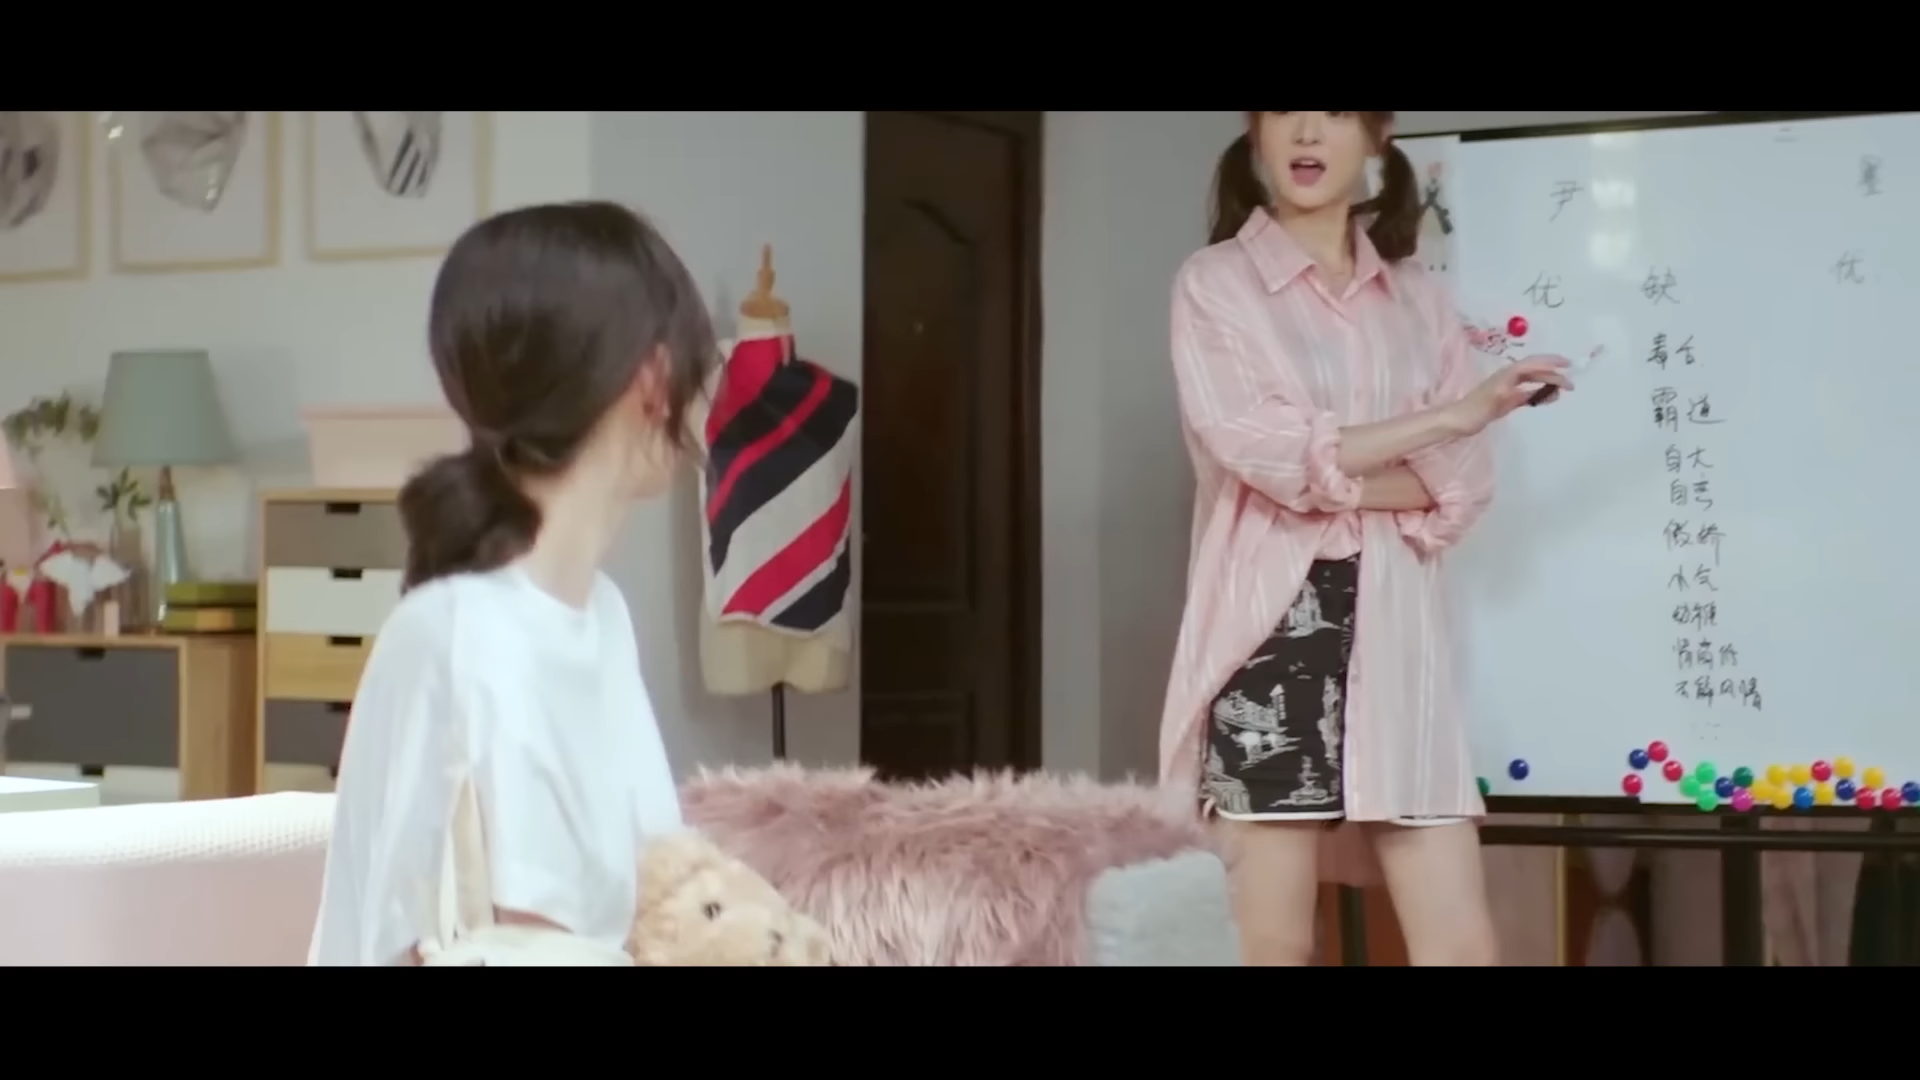 尹
星
优 缺
优
毒舌
霸道
自大
自恋
傲娇
小气
幼稚
情商低
不解风情